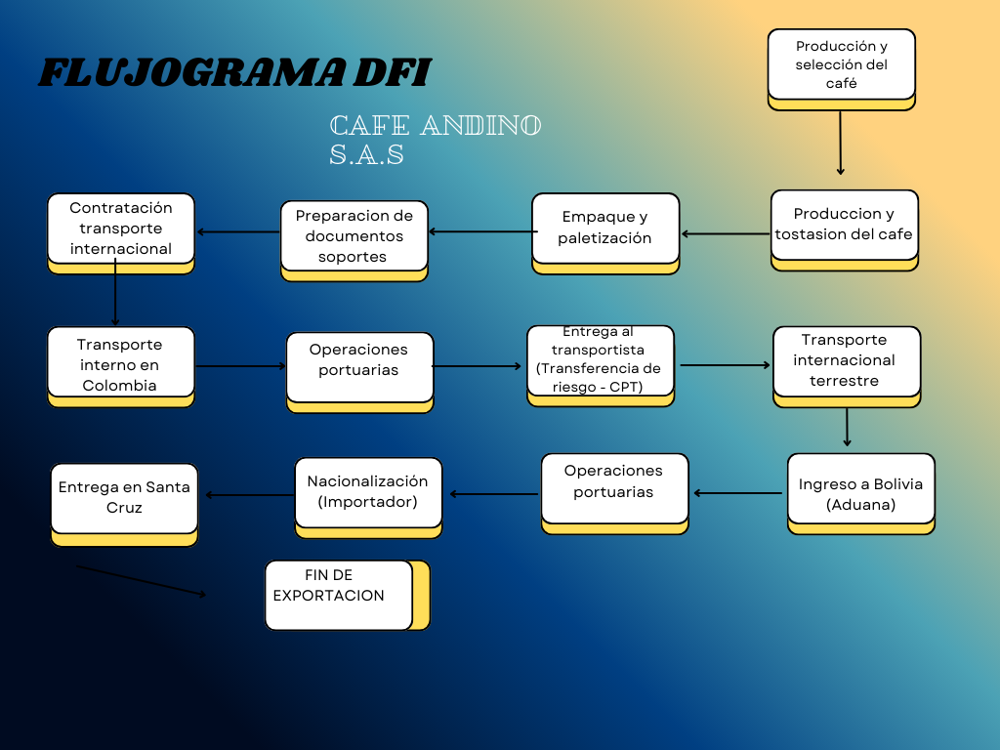 FLUJOGRAMA DFI
CAFE ANDINO
S.A.S
Producción y
selección del
café
Produccion y
tostasion del cafe
Empaque y
paletización
Preparacion de
documentos
soportes
Contratación
transporte
internacional
Transporte
interno en
Colombia
Operaciones
portuarias
Entrega al
transportista
(Transferencia de
riesgo - CPT)
Transporte
internacional
terrestre
Ingreso a Bolivia
(Aduana)
Operaciones
portuarias
Nacionalización
(Importador)
Entrega en Santa
Cruz
FIN DE
EXPORTACION